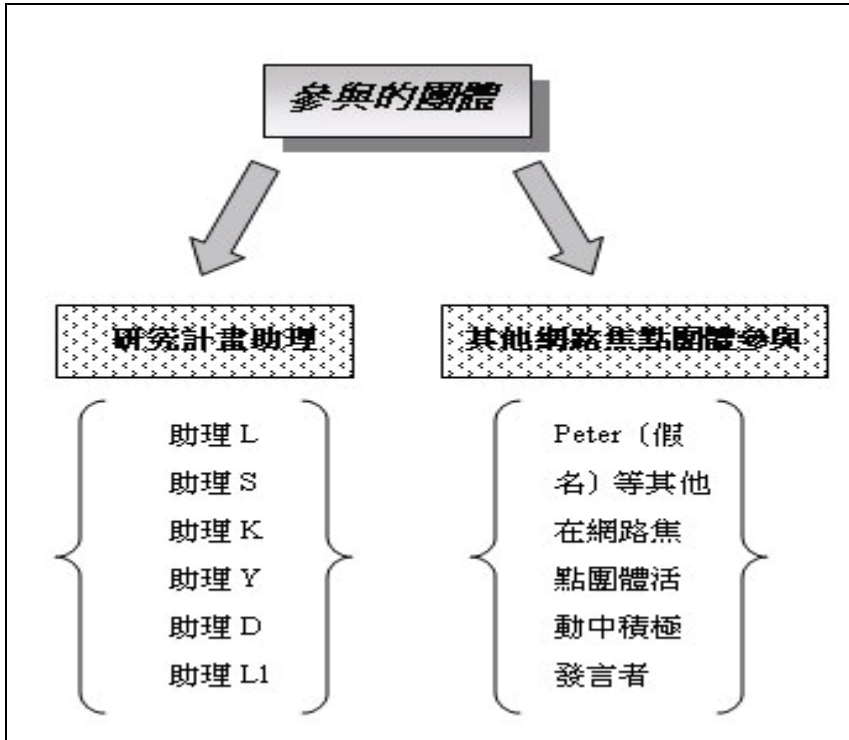 參與的團體
研究計畫助理
其他網路焦點團體參與
助理 L
助理 S
助理 K
助理 Y
助理 D
助理 L1
Peter（假
名）等其他
在網路焦
點團體活
動中積極
發言者